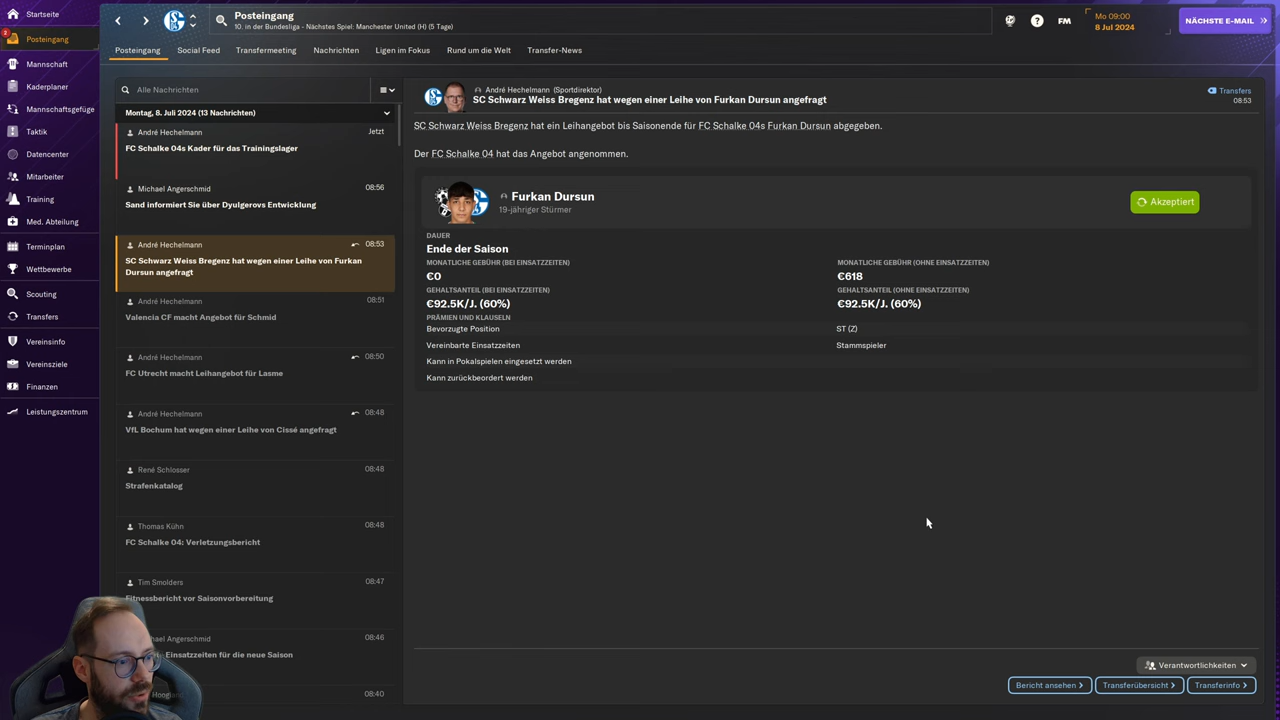 Startseite
2
Posteingang
Mannschaft
Kaderplaner
Mannschaftsgefüge
Taktik
Datencenter
Mitarbeiter
Training
Med. Abteilung
Terminplan
Wettbewerbe
Scouting
Transfers
Vereinsinfo
Vereinsziele
Finanzen
Leistungszentrum
Posteingang
10. in der Bundesliga - Nächstes Spiel: Manchester United (H) (5 Tage)
FM
Mo 09:00
8 Jul 2024
NÄCHSTE E-MAIL
Posteingang
Social Feed
Transfermeeting
Nachrichten
Ligen im Fokus
Rund um die Welt
Transfer-News
Alle Nachrichten
Montag, 8. Juli 2024 (13 Nachrichten)
André Hechelmann
Jetzt
FC Schalke 04s Kader für das Trainingslager
Michael Angerschmid
08:56
Sand informiert Sie über Dyulgerovs Entwicklung
André Hechelmann
08:53
SC Schwarz Weiss Bregenz hat wegen einer Leihe von Furkan
Dursun angefragt
André Hechelmann
08:51
Valencia CF macht Angebot für Schmid
André Hechelmann
08:50
FC Utrecht macht Leihangebot für Lasme
André Hechelmann
08:48
VfL Bochum hat wegen einer Leihe von Cissé angefragt
René Schlosser
08:48
Strafenkatalog
Thomas Kühn
08:48
FC Schalke 04: Verletzungsbericht
Tim Smolders
08:47
Fitnessbericht vor Saisonvorbereitung
Angerschmid
08:46
Einsatzzeiten für die neue Saison
08:40
André Hechelmann (Sportdirektor)
SC Schwarz Weiss Bregenz hat wegen einer Leihe von Furkan Dursun angefragt
Transfers
08:53
SC Schwarz Weiss Bregenz hat ein Leihangebot bis Saisonende für FC Schalke 04s Furkan Dursun abgegeben.
Der FC Schalke 04 hat das Angebot angenommen.
Furkan Dursun
19-jähriger Stürmer
Akzeptiert
DAUER
Ende der Saison
MONATLICHE GEBÜHR (BEI EINSATZZEITEN)
MONATLICHE GEBÜHR (OHNE EINSATZZEITEN)
€0
€618
GEHALTSANTEIL (BEI EINSATZZEITEN)
GEHALTSANTEIL (OHNE EINSATZZEITEN)
€92.5K/J. (60%)
€92.5K/J. (60%)
PRÄMIEN UND KLAUSELN
Bevorzugte Position
ST (Z)
Vereinbarte Einsatzzeiten
Stammspieler
Kann in Pokalspielen eingesetzt werden
Kann zurückbeordert werden
Verantwortlichkeiten
Bericht ansehen
Transferübersicht
Transferinfo